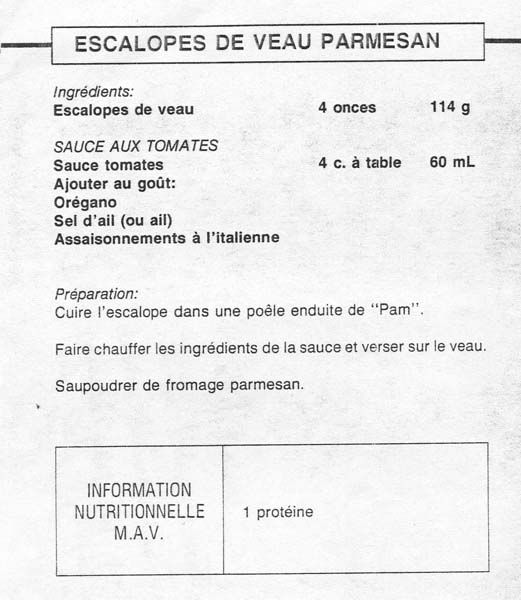 ESCALOPES DE VEAU PARMESAN
Ingrédients:
Escalopes de veau 4 onces 114 g
SAUCE AUX TOMATES
Sauce tomates 4 c. à table 60 mL
Ajouter au goût:
Orégano
Sel d'ail (ou ail)
Assaisonnements à l'italienne
Préparation:
Cuire l'escalope dans une poêle enduite de "Pam".
Faire chauffer les ingrédients de la sauce et verser sur le veau.
Saupoudrer de fromage parmesan.
INFORMATION
NUTRITIONNELLE
M.A.V.
1 protéine